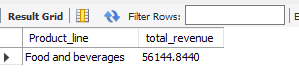 Result Grid Filter Rows:
Product_line total_revenue
Food and beverages 56144.8440